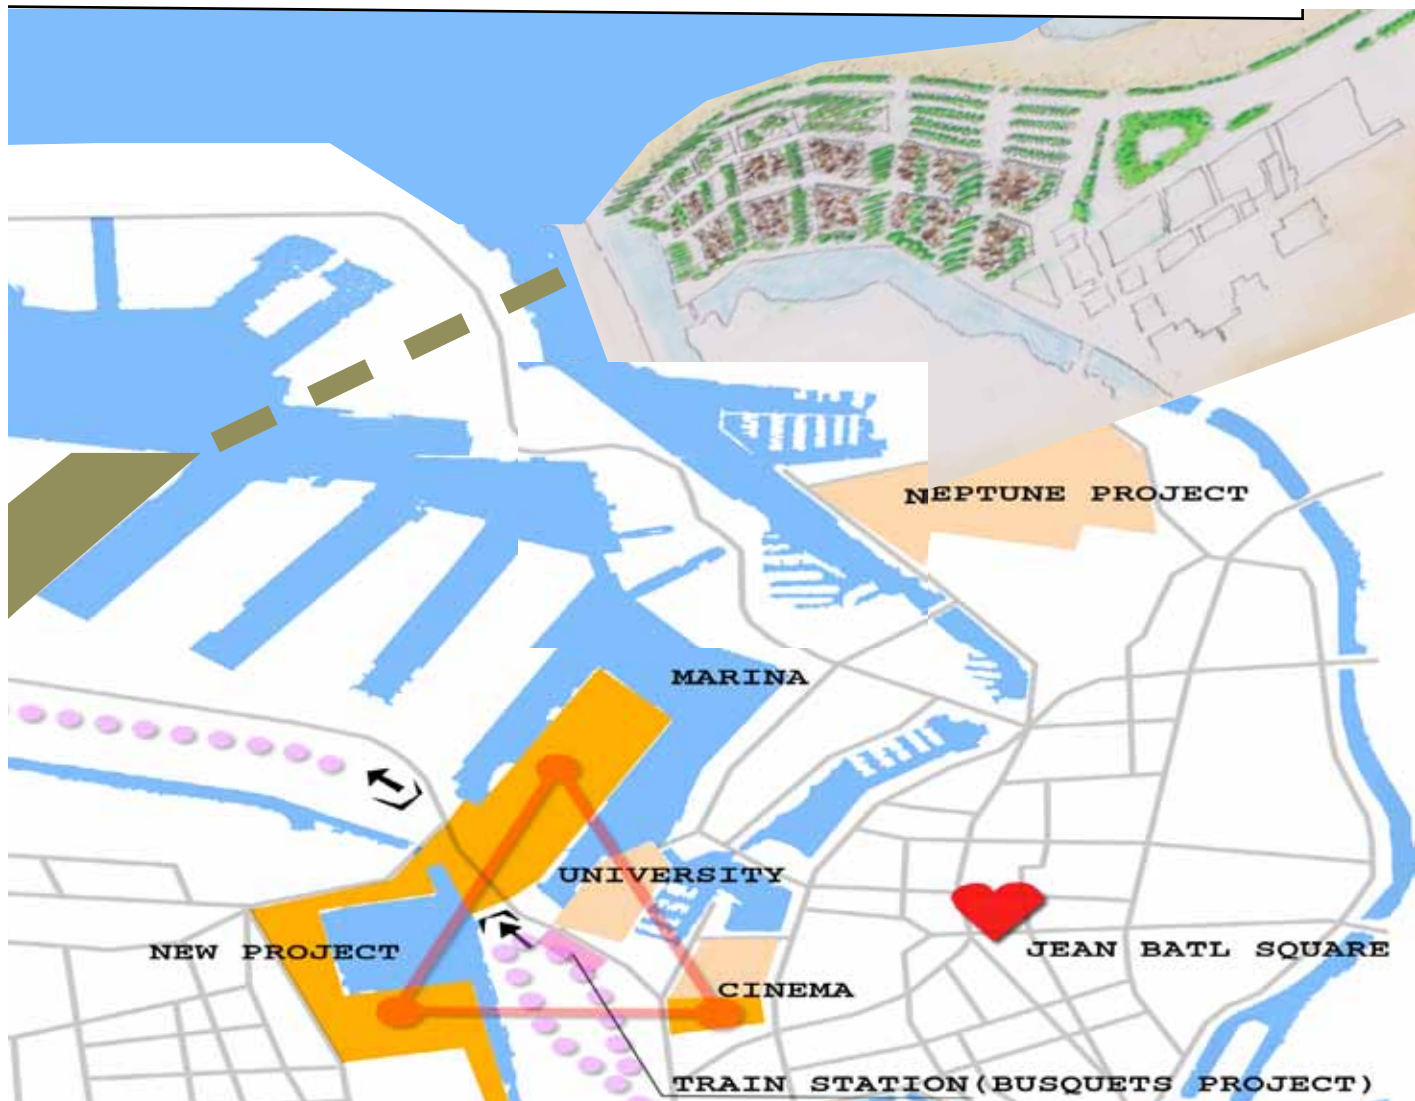 NEPTUNE PROJECT
MARINA
UNIVERSITY
NEW PROJECT
JEAN BATL SQUARE
CINEMA
TRAIN STATION(BUSQUETS PROJECT)